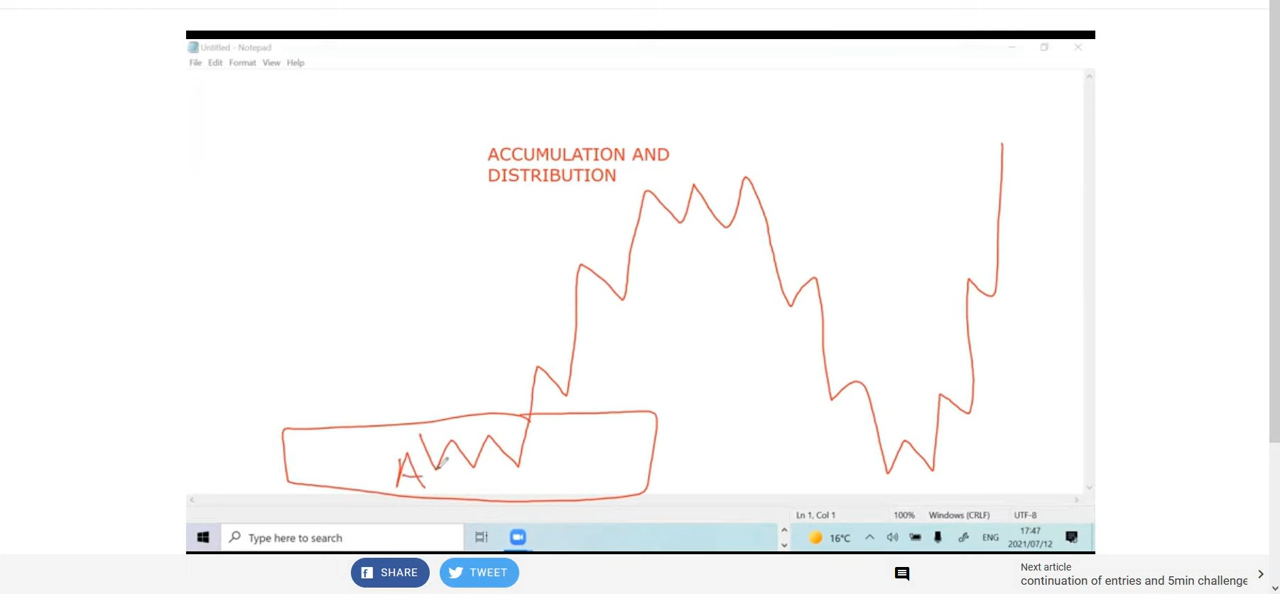 Untitled - Notepad
File Edit Format View Help
ACCUMULATION AND
DISTRIBUTION
A
Ln 1, Col 1 100% Windows (CRLF) UTF-8
Type here to search
16°C ENG 17:47
2021/07/12
SHARE TWEET
Next article
continuation of entries and 5min challenge